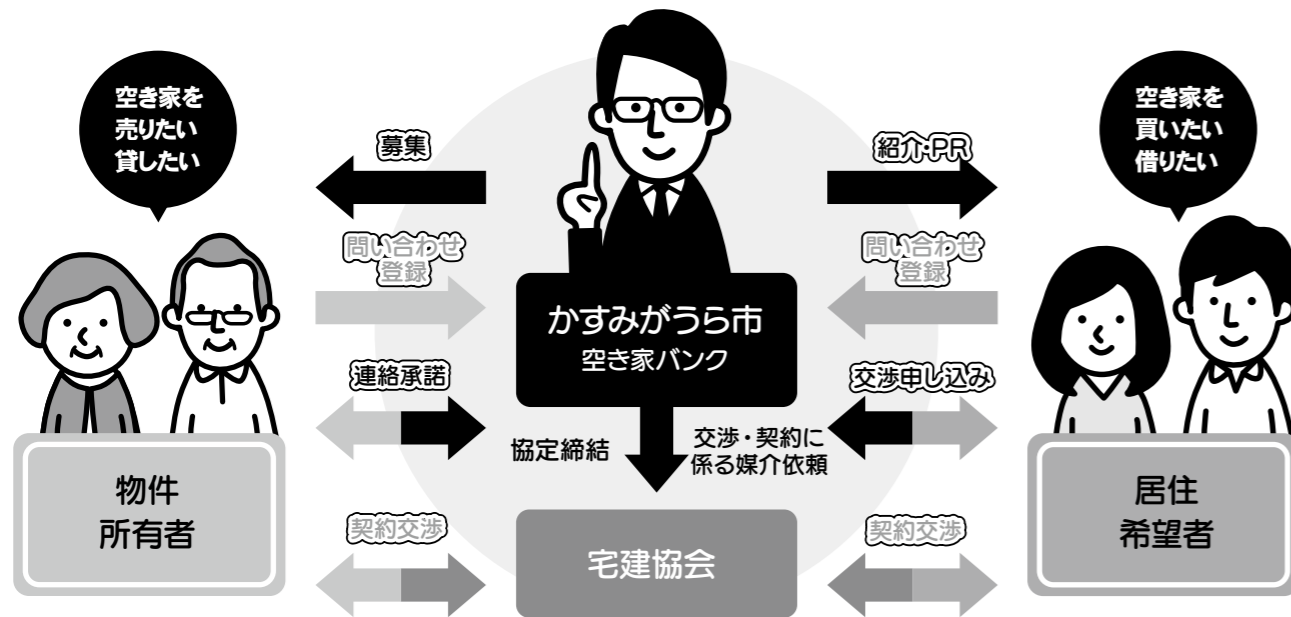 空き家を
売りたい
貸したい
空き家を
買いたい
借りたい
募集
紹介・PR
問い合わせ
登録
問い合わせ
登録
かすみがうら市
空き家バンク
連絡承諾
交渉申し込み
協定締結
交渉・契約に
係る媒介依頼
物件
所有者
居住
希望者
契約交渉
宅建協会
契約交渉